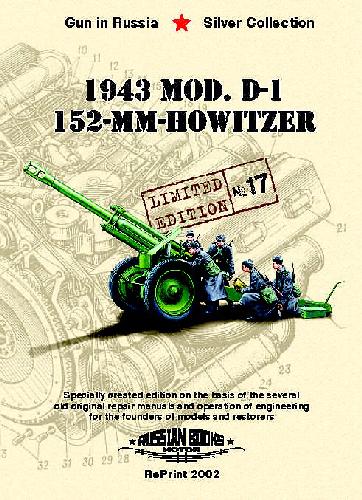 Gun in Russia ★ Silver Collection
1943 MOD. D-1
152-MM-HOWITZER
LIMITED
EDITION
№17
Specially created edition on the basis of the several
old original repair manuals and operation of engineering
for the founders of models and restorers
★ RUSSIAN BOOKS ★
MOTOR
RePrint 2002